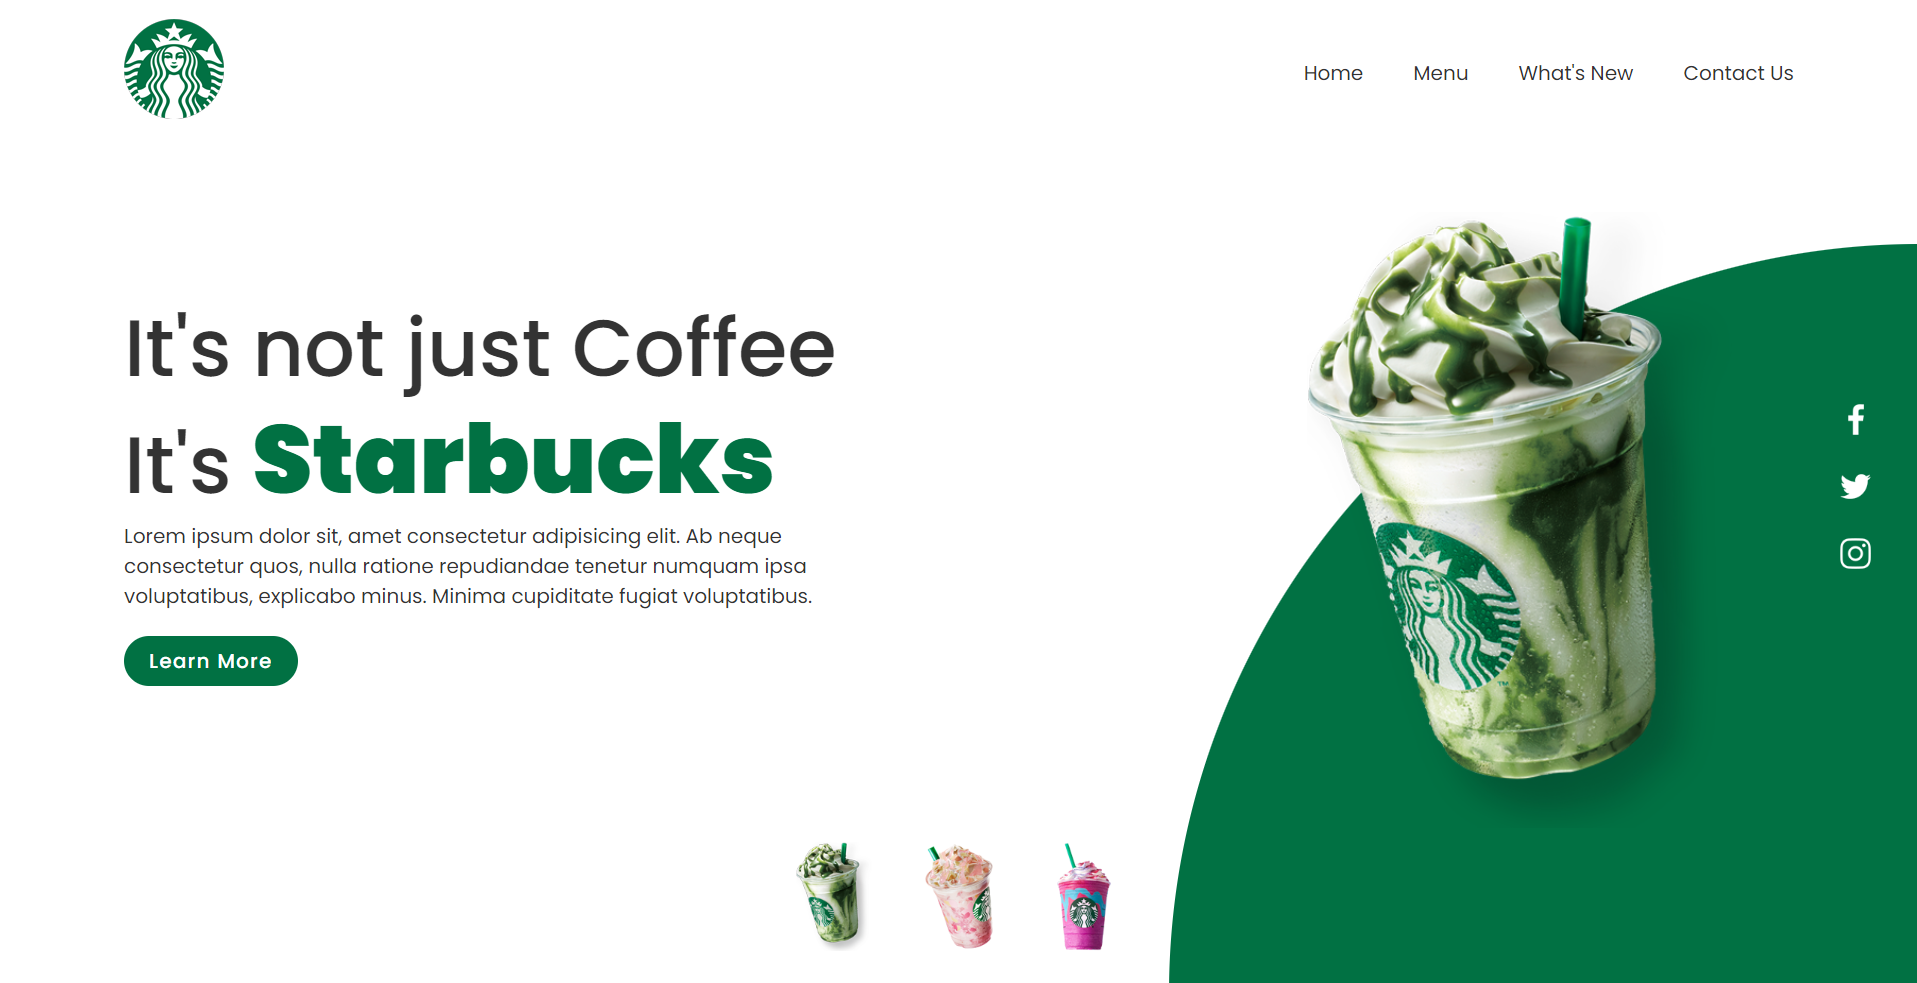 Home Menu What's New Contact Us
It's not just Coffee
It's Starbucks
Lorem ipsum dolor sit, amet consectetur adipisicing elit. Ab neque
consectetur quos, nulla ratione repudiandae tenetur numquam ipsa
voluptatibus, explicabo minus. Minima cupiditate fugiat voluptatibus.
Learn More
TM